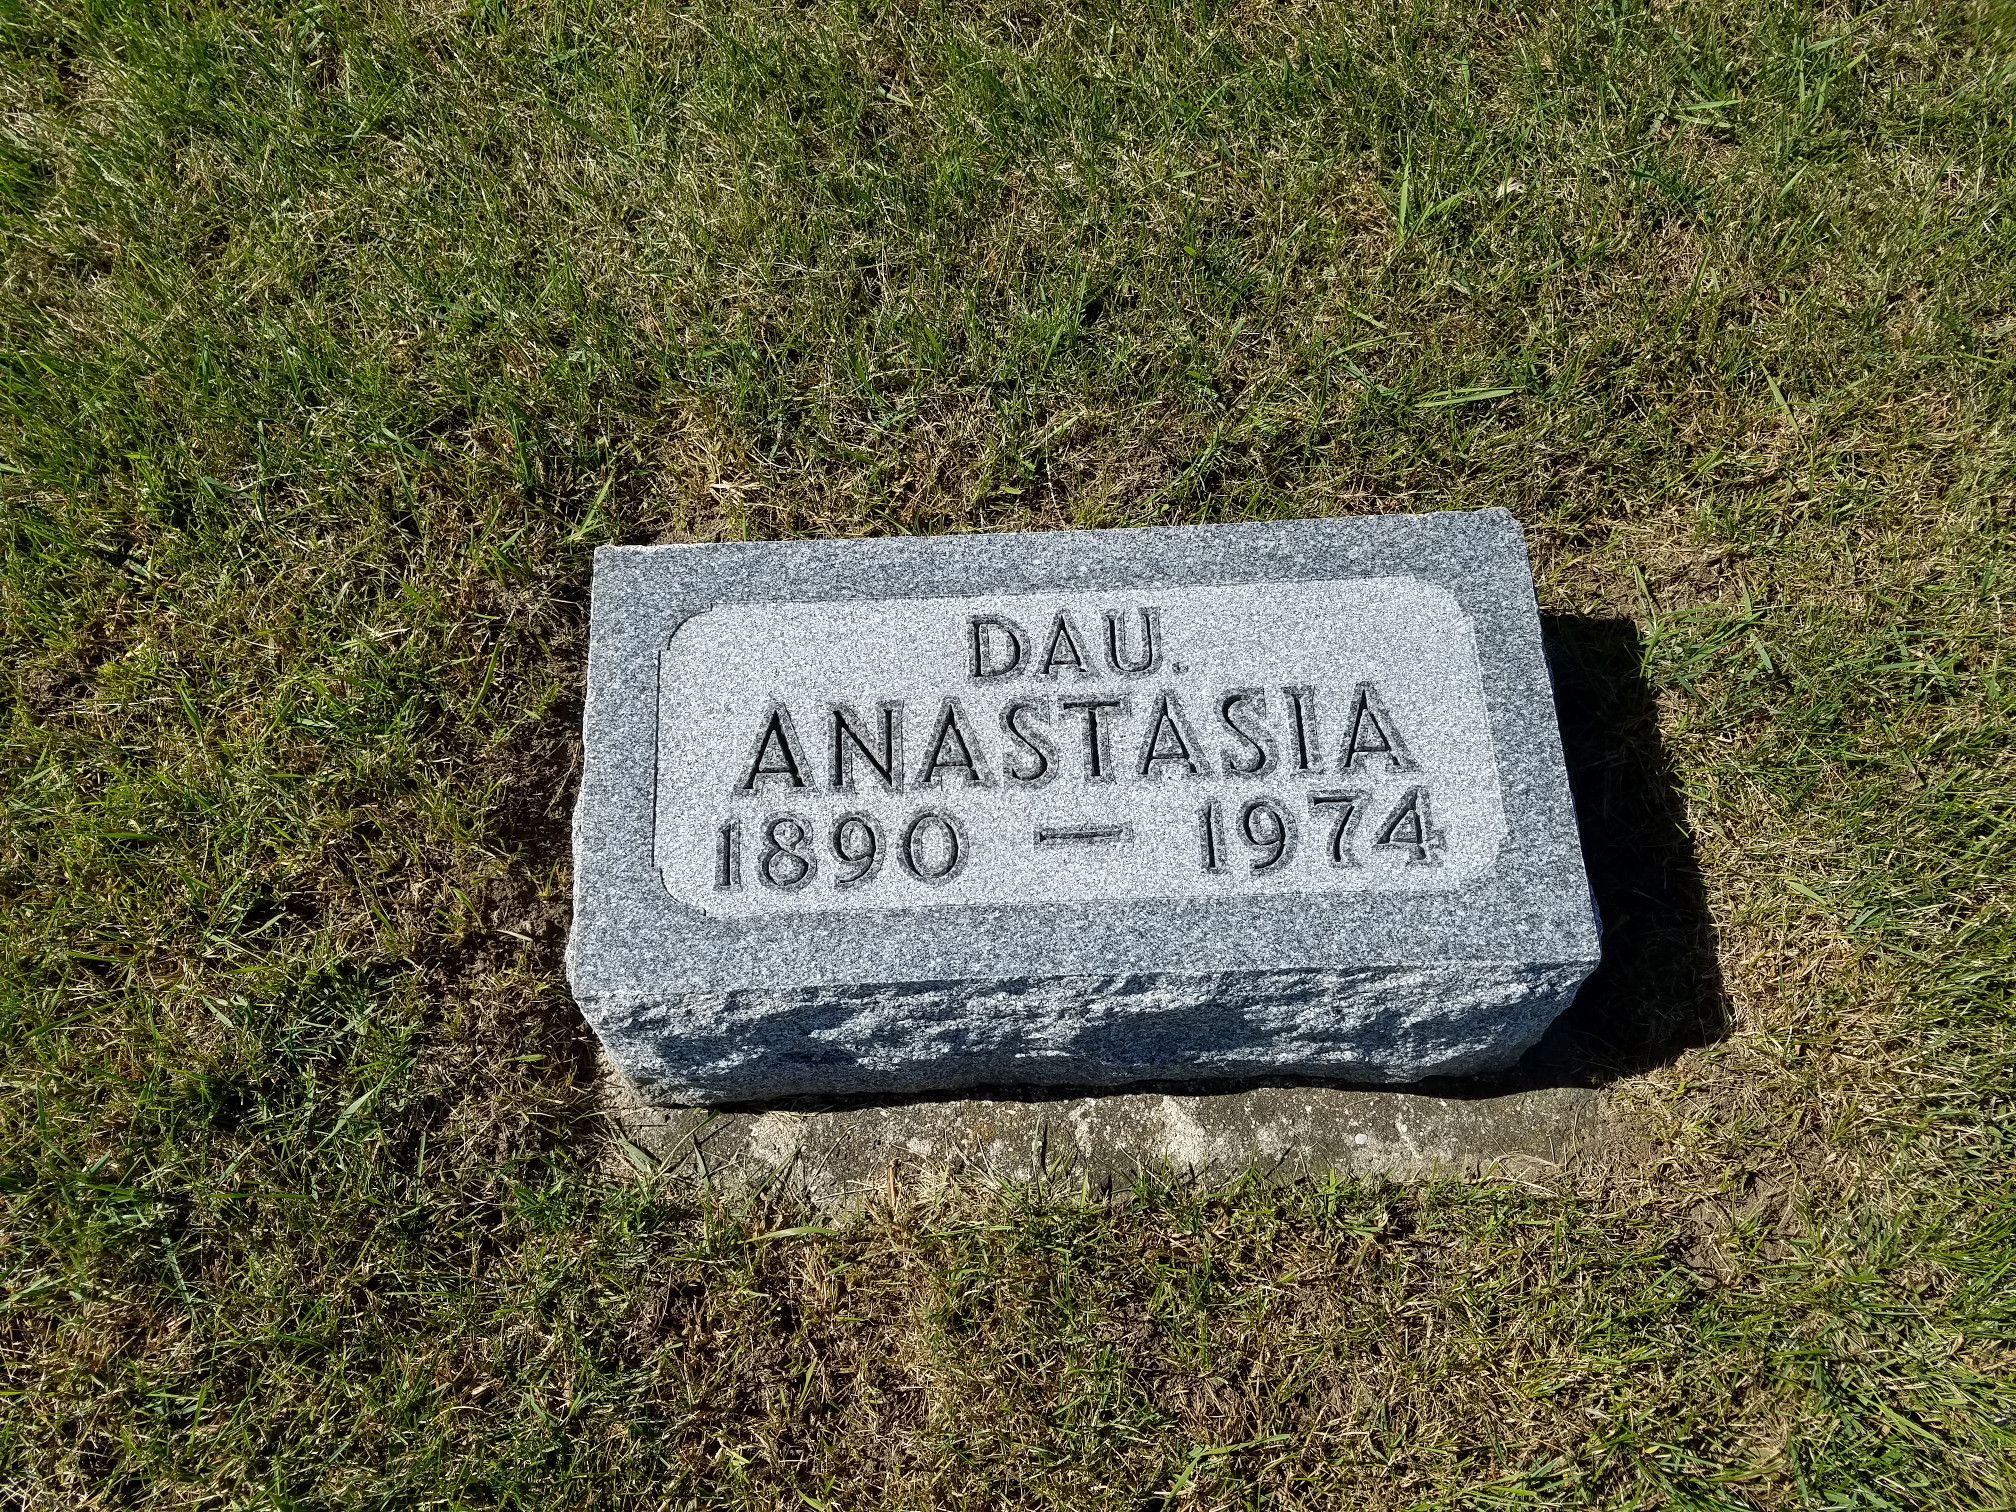 DAU.
ANASTASIA
1890 — 1974